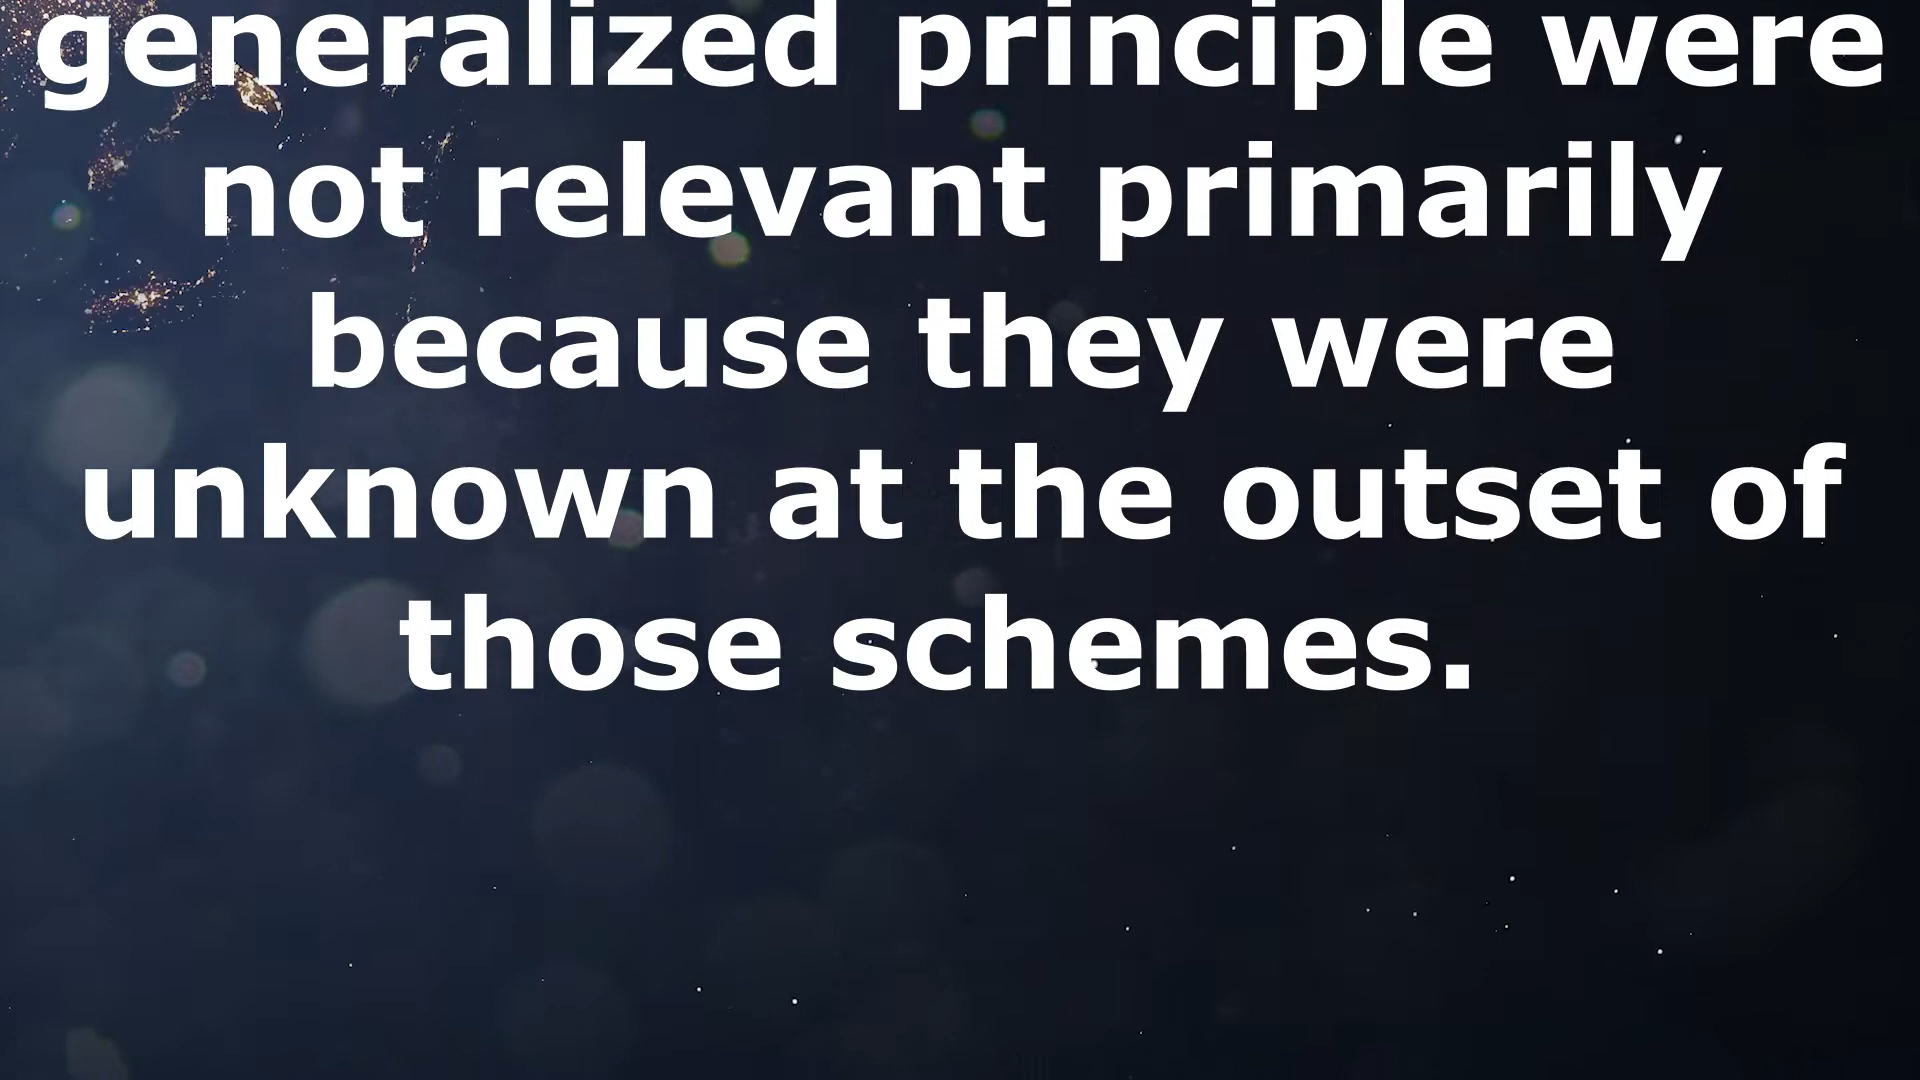 generalized principle were
not relevant primarily
because they were
unknown at the outset of
those schemes.